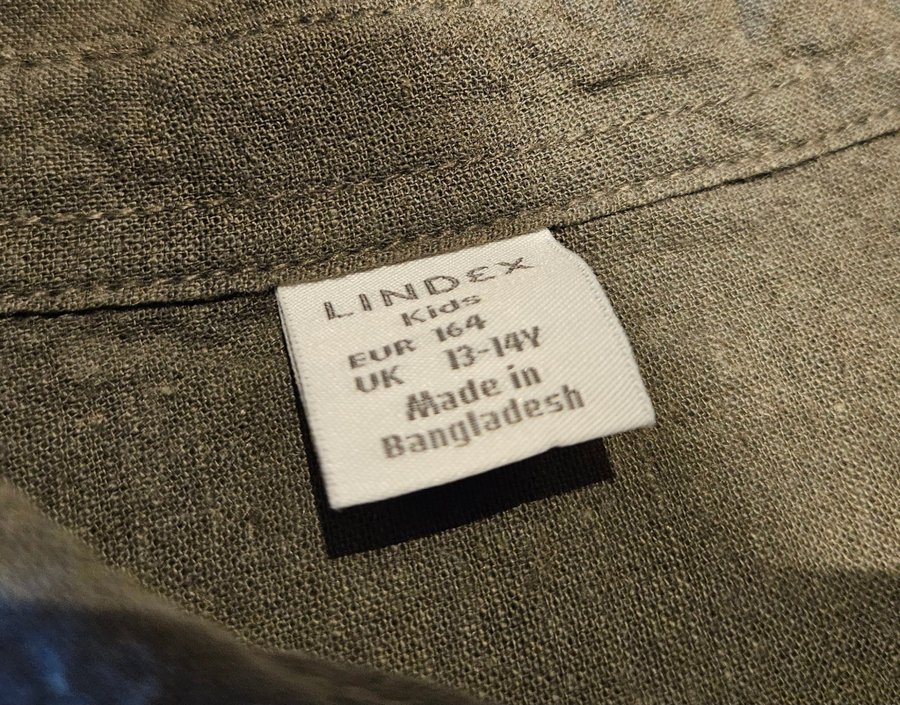 LINDEX
Kids
EUR 164
UK 13-14Y
Made in
Bangladesh